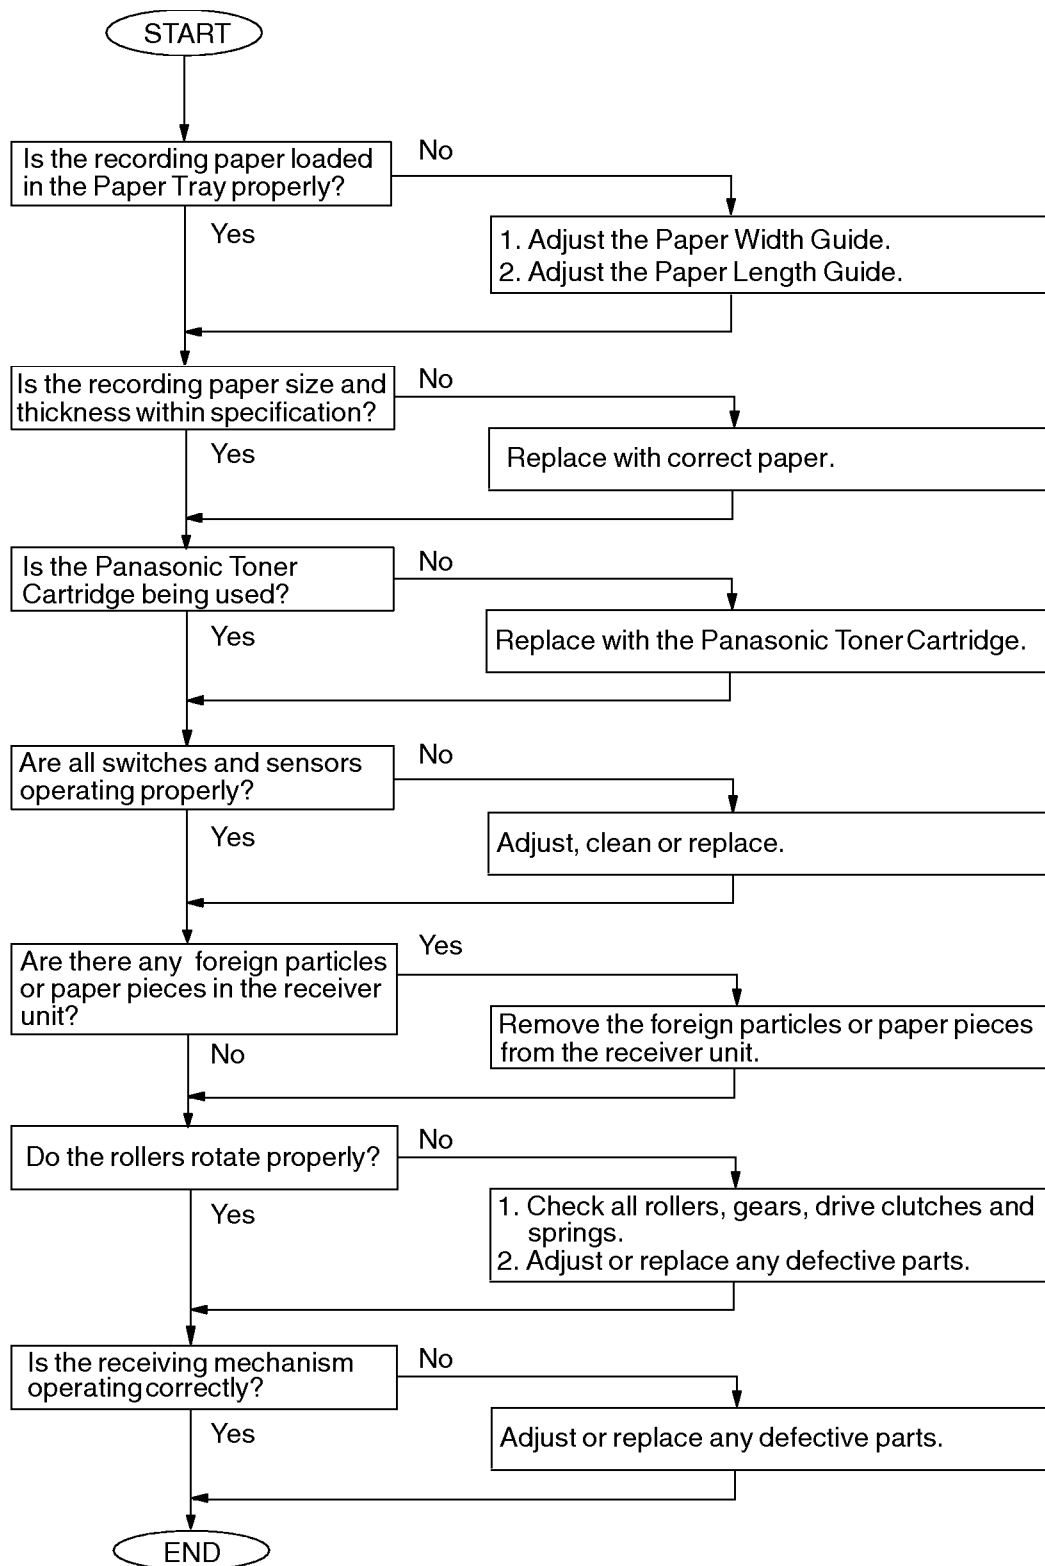 START
Is the recording paper loaded
in the Paper Tray properly?
No
Yes
1. Adjust the Paper Width Guide.
2. Adjust the Paper Length Guide.
Is the recording paper size and
thickness within specification?
No
Yes
Replace with correct paper.
Is the Panasonic Toner
Cartridge being used?
No
Yes
Replace with the Panasonic Toner Cartridge.
Are all switches and sensors
operating properly?
No
Yes
Adjust, clean or replace.
Are there any foreign particles
or paper pieces in the receiver
unit?
Yes
No
Remove the foreign particles or paper pieces
from the receiver unit.
Do the rollers rotate properly?
No
Yes
1. Check all rollers, gears, drive clutches and
springs.
2. Adjust or replace any defective parts.
Is the receiving mechanism
operating correctly?
No
Yes
Adjust or replace any defective parts.
END